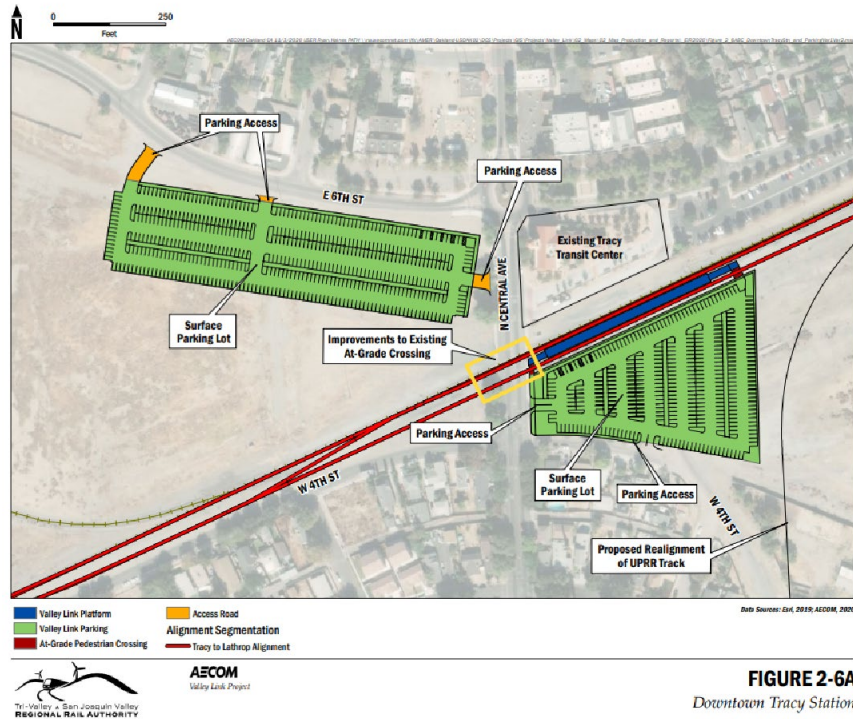 N
0 250
Feet
Parking Access
Parking Access
E 6TH ST
Existing Tracy
Transit Center
N CENTRAL AVE
Surface
Parking Lot
Improvements to Existing
At-Grade Crossing
Parking Access
W 4TH ST
Surface
Parking Lot
Parking Access
W 4TH ST
Proposed Realignment
of UPRR Track
Valley Link Platform
Valley Link Parking
At-Grade Pedestrian Crossing
Access Road
Alignment Segmentation
Tracy to Lathrop Alignment
Data Sources: Esri, 2019; AECOM, 2020
Tri-Valley San Joaquin Valley
REGIONAL RAIL AUTHORITY
AECOM
Valley Link Project
FIGURE 2-6A
Downtown Tracy Station